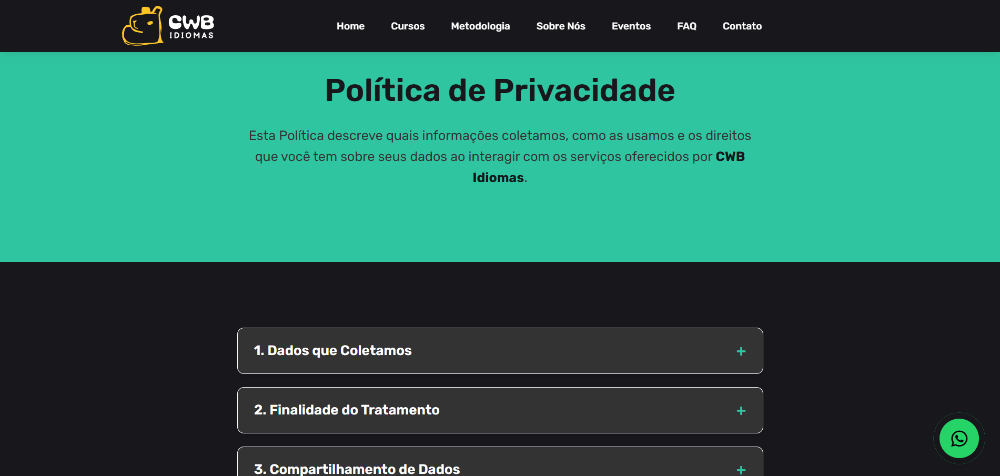 CWB
IDIOMAS
Home Cursos Metodologia Sobre Nós Eventos FAQ Contato
Política de Privacidade
Esta Política descreve quais informações coletamos, como as usamos e os direitos
que você tem sobre seus dados ao interagir com os serviços oferecidos por CWB
Idiomas.
1. Dados que Coletamos +
2. Finalidade do Tratamento +
3. Compartilhamento de Dados +